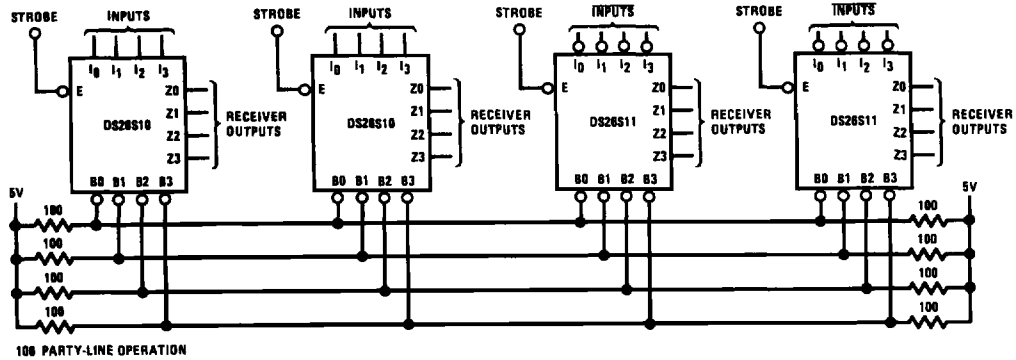 STROBE INPUTS STROBE INPUTS STROBE INPUTS STROBE INPUTS
I0 I1 I2 I3 I0 I1 I2 I3 I0 I1 I2 I3 I0 I1 I2 I3
E Z0 E Z0 E Z0 E Z0
DS26S10 Z1 RECEIVER OUTPUTS DS26S10 Z1 RECEIVER OUTPUTS DS26S11 Z1 RECEIVER OUTPUTS DS26S11 Z1 RECEIVER OUTPUTS
Z2 Z2 Z2 Z2
Z3 Z3 Z3 Z3
B0 B1 B2 B3 B0 B1 B2 B3 B0 B1 B2 B3 B0 B1 B2 B3
5V 5V
100 100
100 100
100 100
100 100
100 PARTY-LINE OPERATION